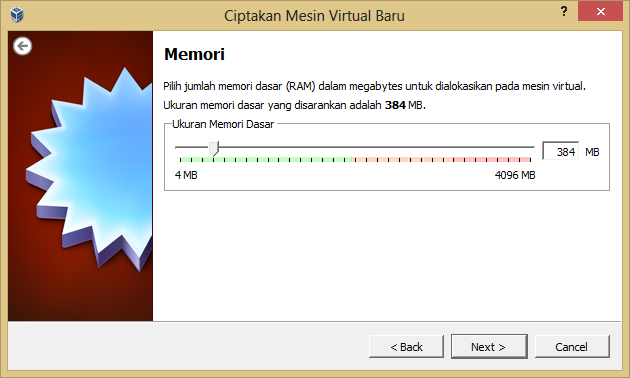 Ciptakan Mesin Virtual Baru
?
Memori
Pilih jumlah memori dasar (RAM) dalam megabytes untuk dialokasikan pada mesin virtual.
Ukuran memori dasar yang disarankan adalah 384 MB.
Ukuran Memori Dasar
384 MB
4 MB 4096 MB
< Back Next > Cancel